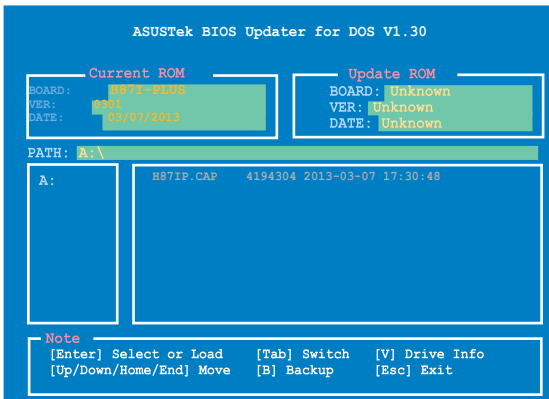 ASUSTek BIOS Updater for DOS V1.30
Current ROM
BOARD: H87I-PLUS
VER: 0301
DATE: 03/07/2013
Update ROM
BOARD: Unknown
VER: Unknown
DATE: Unknown
PATH: A:\
A:
H87IP.CAP 4194304 2013-03-07 17:30:48
Note
[Enter] Select or Load [Tab] Switch [V] Drive Info
[Up/Down/Home/End] Move [B] Backup [Esc] Exit